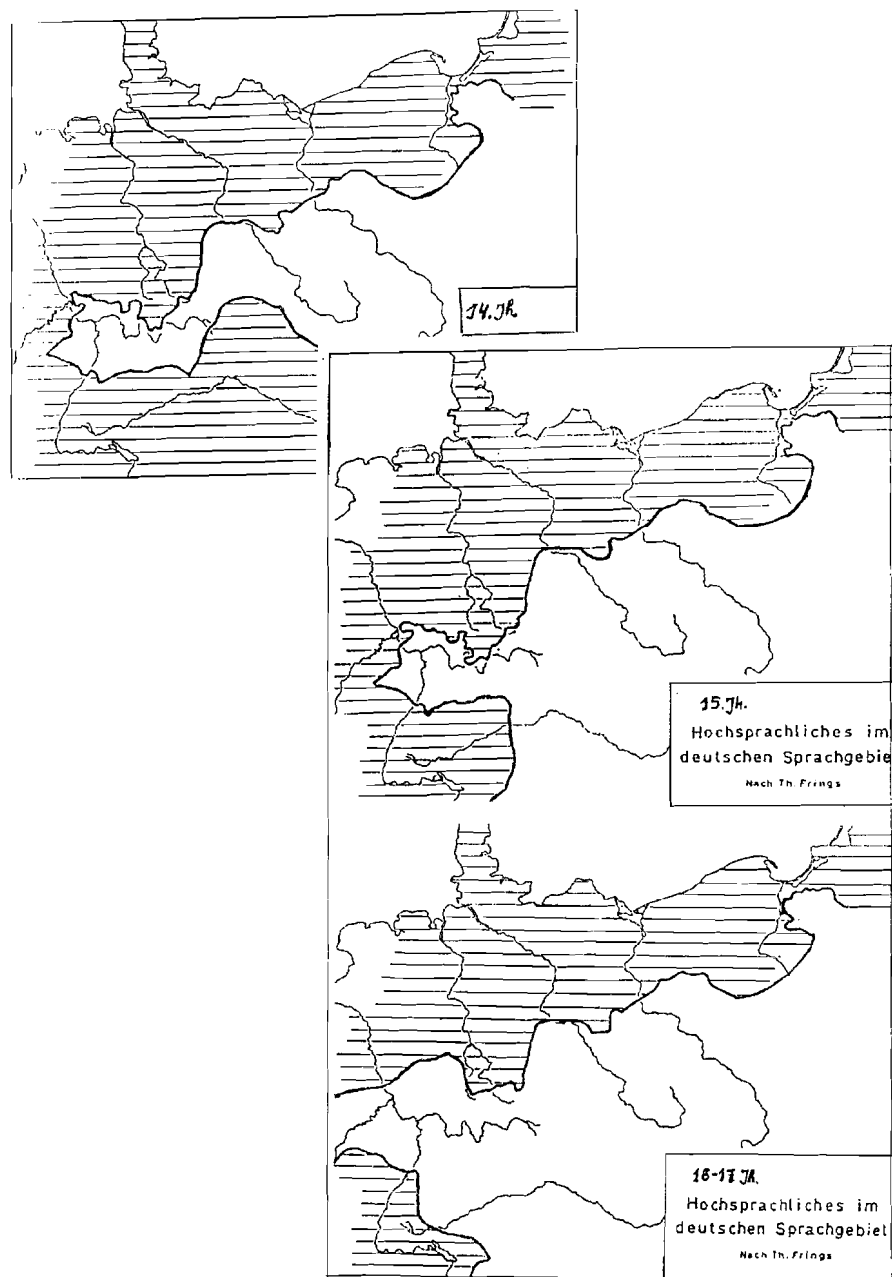 14. Jh
15. Jh.
Hochsprachliches im
deutschen Sprachgebie
Nach Th. Frings
16-17 Jh.
Hochsprachliches im
deutschen Sprachgebiet
Nach Th. Frings